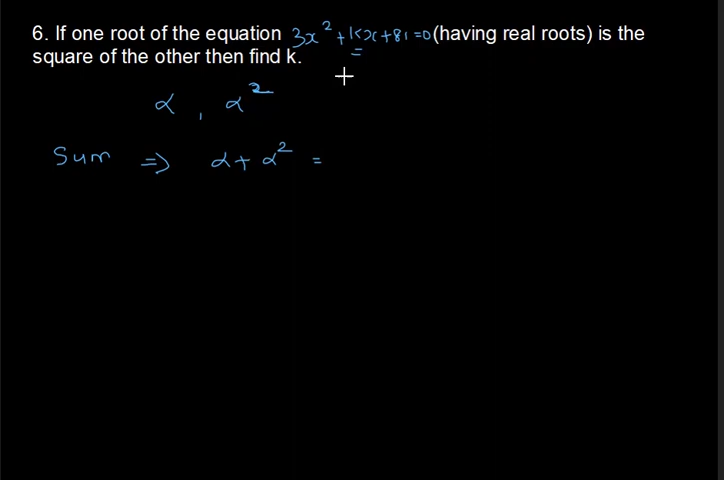 6. If one root of the equation 3x² + kx + 81 = 0 (having real roots) is the
square of the other then find k.
α , α²
Sum ⇒ α + α² =